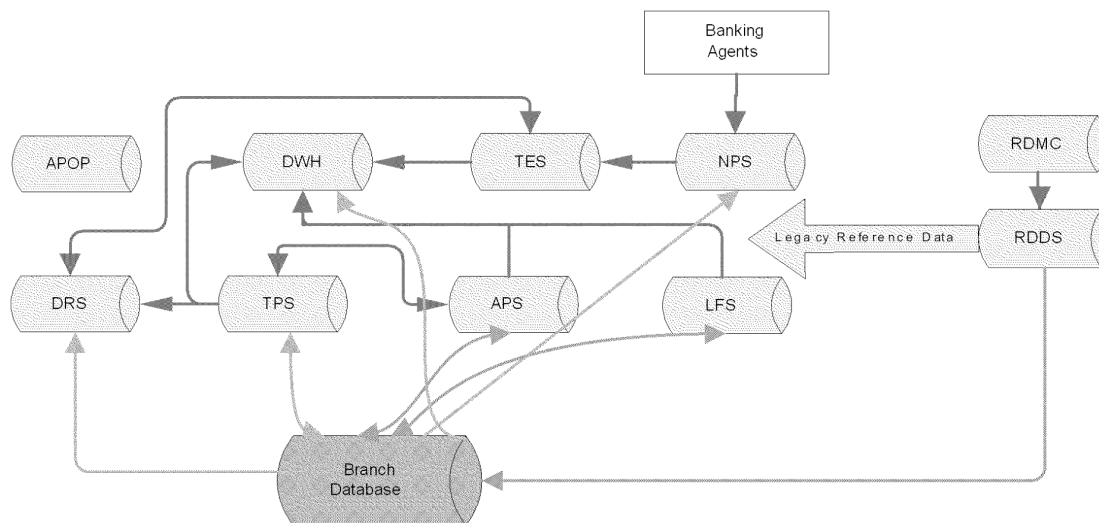 Banking
Agents
APOP
DWH
TES
NPS
RDMC
Legacy Reference Data
RDDS
DRS
TPS
APS
LFS
Branch
Database